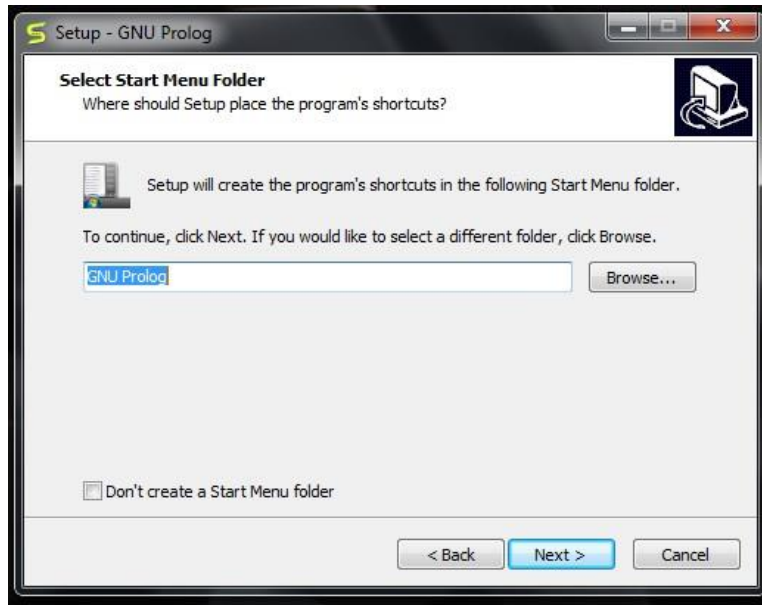 Setup - GNU Prolog
Select Start Menu Folder
Where should Setup place the program's shortcuts?
Setup will create the program's shortcuts in the following Start Menu folder.
To continue, click Next. If you would like to select a different folder, click Browse.
GNU Prolog
Browse...
Don't create a Start Menu folder
< Back
Next >
Cancel